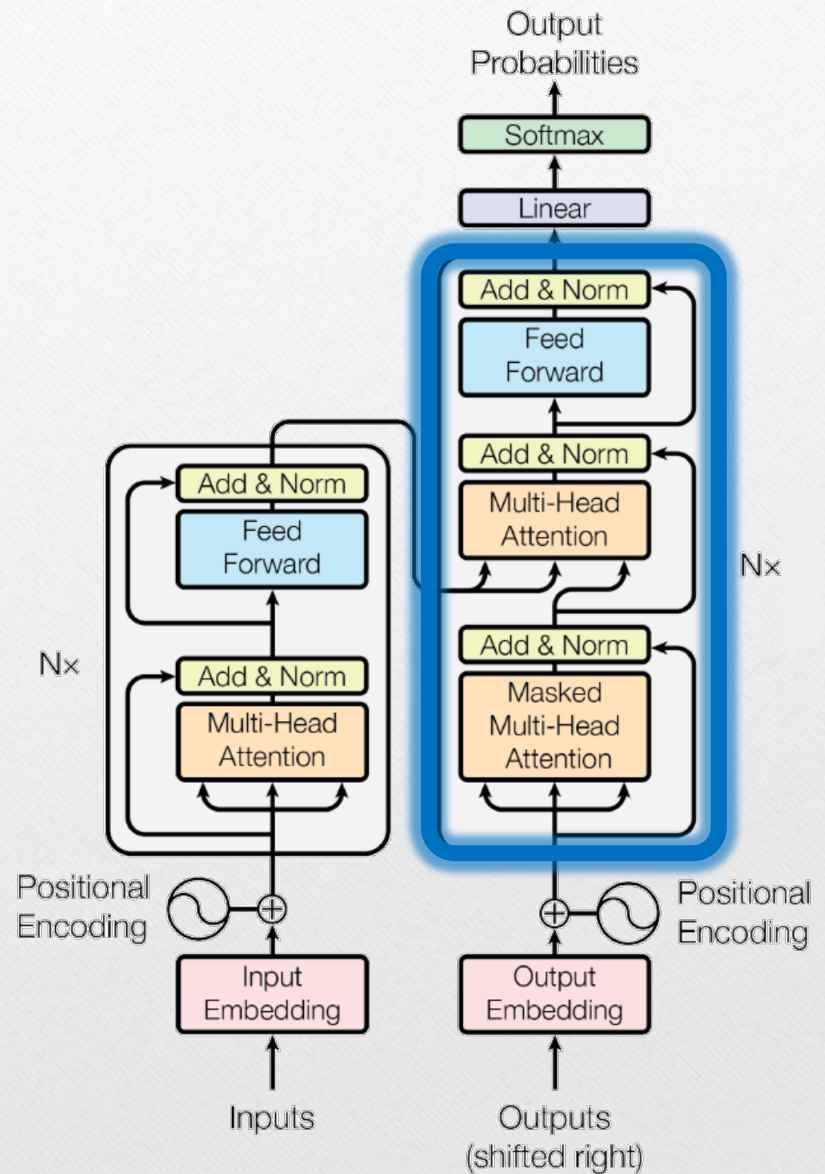 Output
Probabilities
Softmax
Linear
Add & Norm
Feed
Forward
Add & Norm
Multi-Head
Attention
Nx
Add & Norm
Masked
Multi-Head
Attention
Positional
Encoding
Output
Embedding
Outputs
(shifted right)
Add & Norm
Feed
Forward
Nx
Add & Norm
Multi-Head
Attention
Positional
Encoding
Input
Embedding
Inputs